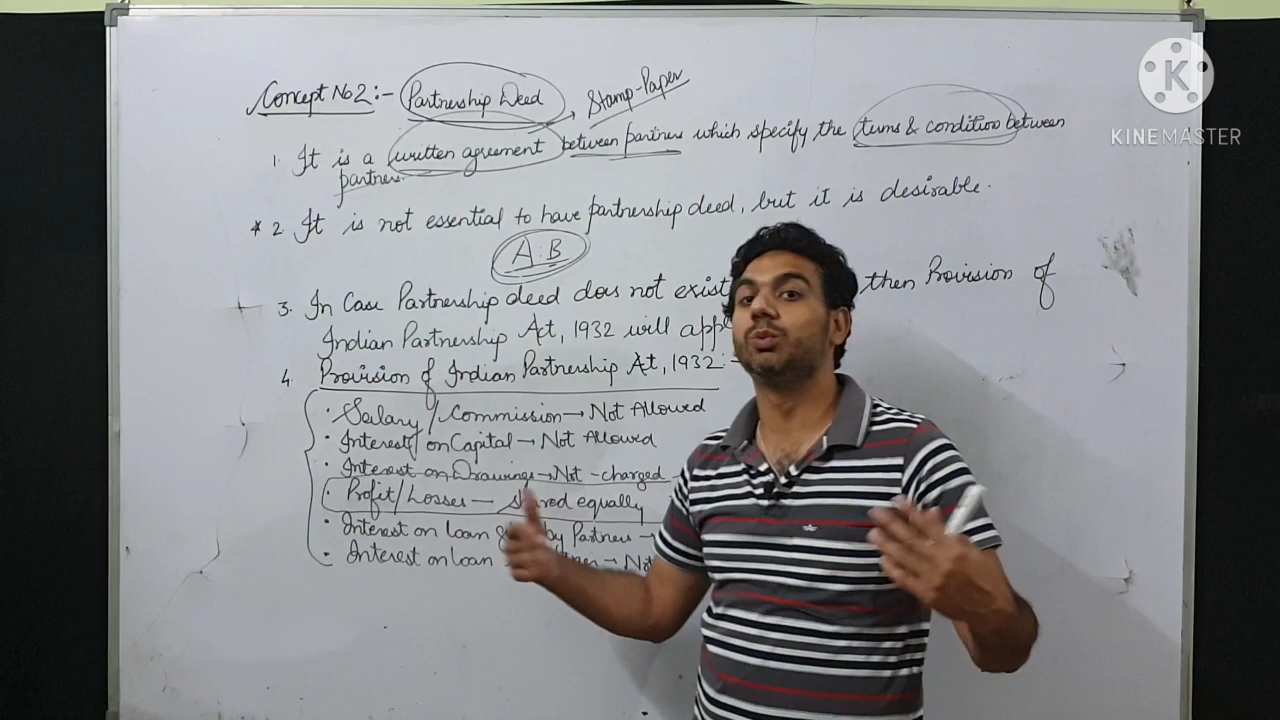 Concept No 2:- Partnership Deed
Stamp-Paper
1. It is a written agreement between partners which specify the terms & condition between
partners.
* 2. It is not essential to have partnership deed, but it is desirable.
A:B
3. In Case Partnership deed does not exist then Provision of
Indian Partnership Act, 1932 will
4. Provision of Indian Partnership Act, 1932:-
· Salary/Commission → Not Allowed
· Interest on Capital → Not Allowed
· Interest on Drawings → Not-charged
· Profit/Losses — shared equally
· Interest on loan by Partners →
· Interest on loan → Not
K
KINEMASTER